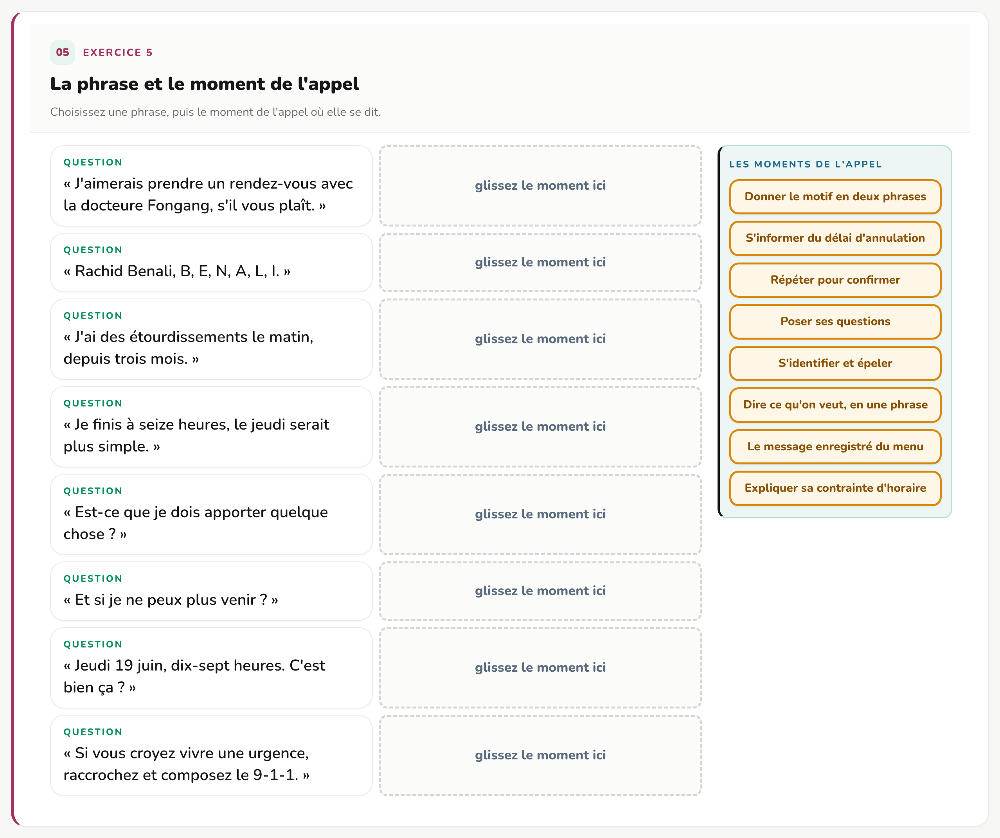 05 EXERCICE 5
La phrase et le moment de l'appel
Choisissez une phrase, puis le moment de l'appel où elle se dit.
QUESTION
« J'aimerais prendre un rendez-vous avec
la docteure Fongang, s'il vous plaît. »
glissez le moment ici
QUESTION
« Rachid Benali, B, E, N, A, L, I. »
glissez le moment ici
QUESTION
« J'ai des étourdissements le matin,
depuis trois mois. »
glissez le moment ici
QUESTION
« Je finis à seize heures, le jeudi serait
plus simple. »
glissez le moment ici
QUESTION
« Est-ce que je dois apporter quelque
chose ? »
glissez le moment ici
QUESTION
« Et si je ne peux plus venir ? »
glissez le moment ici
QUESTION
« Jeudi 19 juin, dix-sept heures. C'est
bien ça ? »
glissez le moment ici
QUESTION
« Si vous croyez vivre une urgence,
raccrochez et composez le 9-1-1. »
glissez le moment ici
LES MOMENTS DE L'APPEL
Donner le motif en deux phrases
S'informer du délai d'annulation
Répéter pour confirmer
Poser ses questions
S'identifier et épeler
Dire ce qu'on veut, en une phrase
Le message enregistré du menu
Expliquer sa contrainte d'horaire